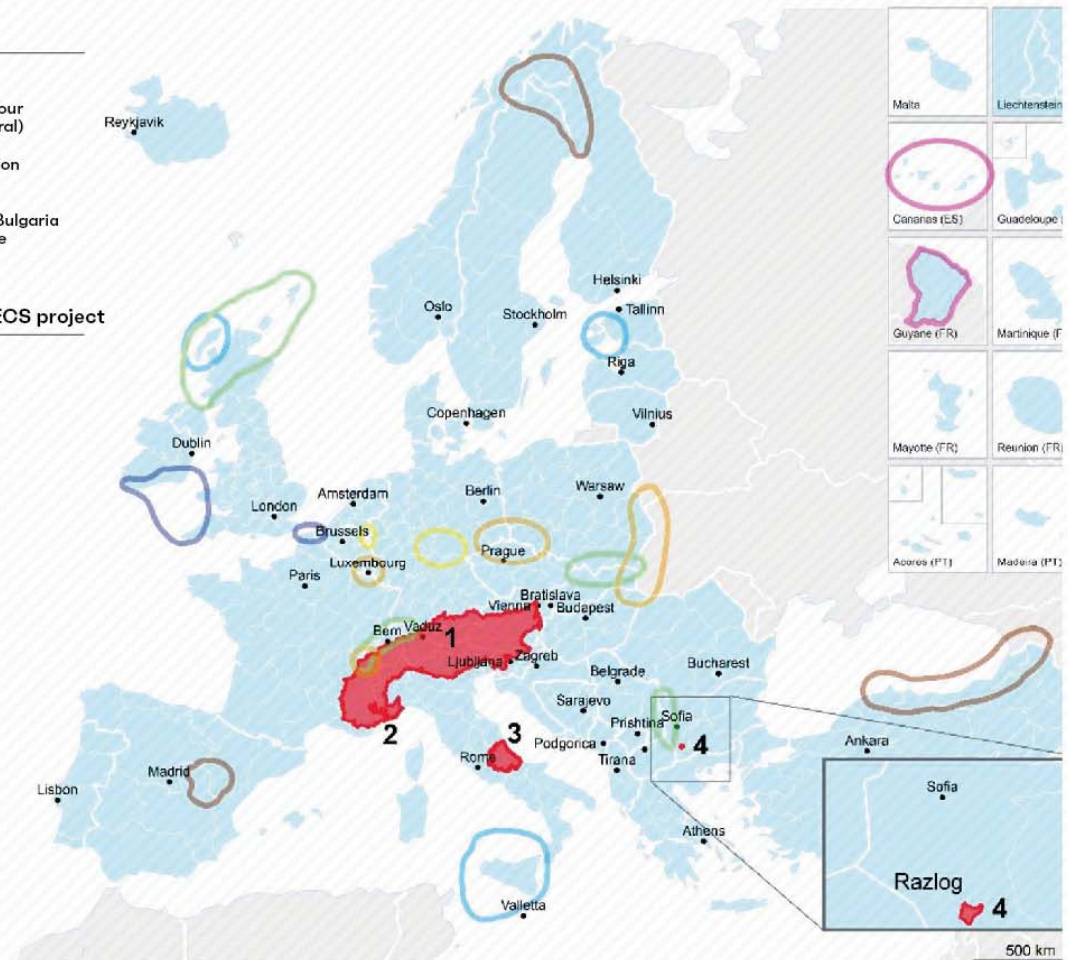 our
ral)
on
Bulgaria
e
ECS project
Reykjavik
Malta
Liechtenstein
Canarias (ES)
Guadeloupe
Guyane (FR)
Martinique (F
Mayotte (FR)
Reunion (FR)
Acores (PT)
Madeira (PT)
Helsinki
Tallinn
Oslo
Stockholm
Riga
Copenhagen
Vilnius
Dublin
Amsterdam
Berlin
Warsaw
London
Brussels
Prague
Luxembourg
Paris
Bratislava
Vienna
Budapest
Bern
Vaduz
1
Ljubljana
Zagreb
Belgrade
Bucharest
Sarajevo
Prishtina
Sofia
2
3
Podgorica
4
Rome
Tirana
Ankara
Madrid
Lisbon
Sofia
Athens
Razlog
4
Valletta
500 km